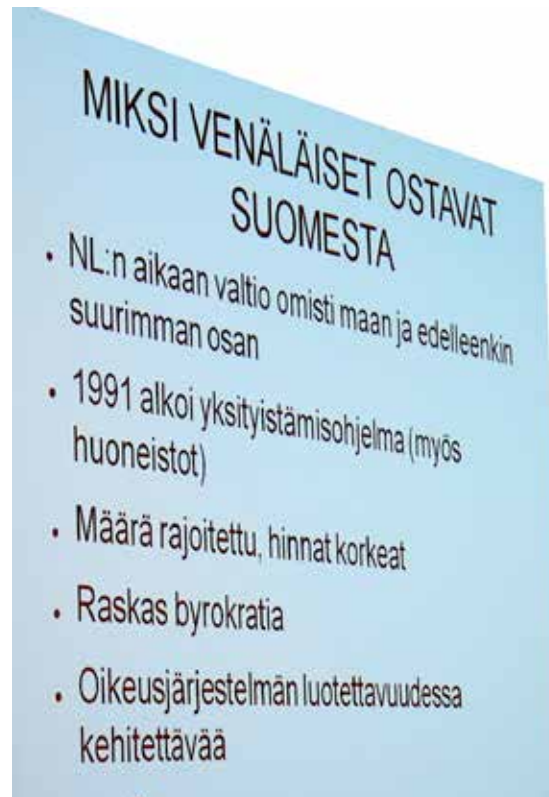 MIKSI VENÄLÄISET OSTAVAT
SUOMESTA
• NL:n aikaan valtio omisti maan ja edelleenkin
suurimman osan
• 1991 alkoi yksityistämisohjelma (myös
huoneistot)
• Määrä rajoitettu, hinnat korkeat
• Raskas byrokratia
• Oikeusjärjestelmän luotettavuudessa
kehitettävää